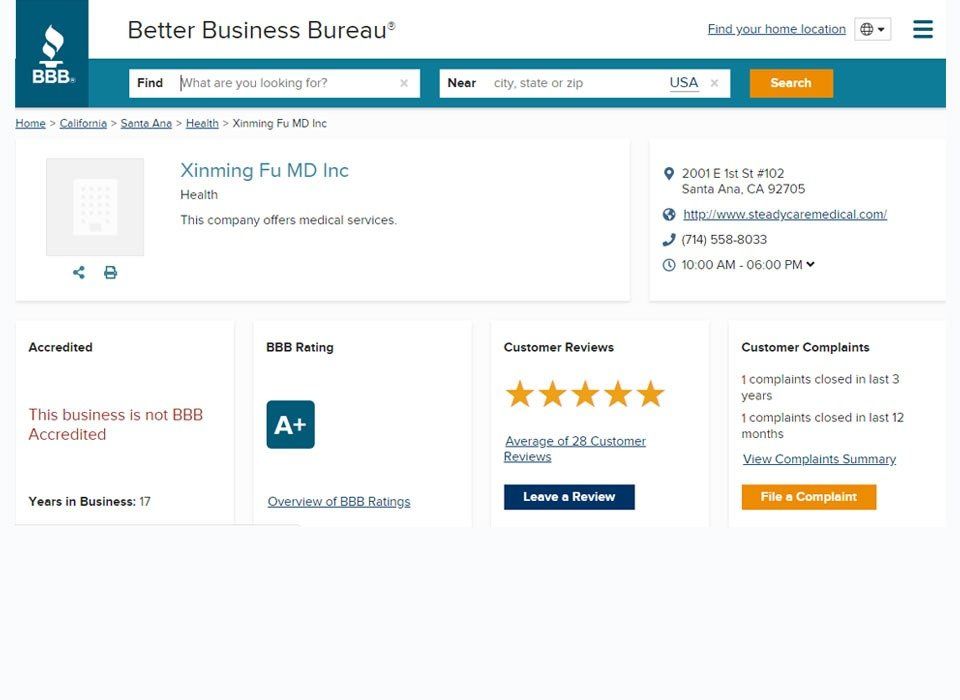 Better Business Bureau®
Find your home location
BBB®
Find What are you looking for? ×
Near city, state or zip USA ×
Search
Home > California > Santa Ana > Health > Xinming Fu MD Inc
Xinming Fu MD Inc
Health
This company offers medical services.
2001 E 1st St #102
Santa Ana, CA 92705
http://www.steadycaremedical.com/
(714) 558-8033
10:00 AM - 06:00 PM
Accredited
This business is not BBB
Accredited
Years in Business: 17
BBB Rating
A+
Overview of BBB Ratings
Customer Reviews
Average of 28 Customer
Reviews
Leave a Review
Customer Complaints
1 complaints closed in last 3
years
1 complaints closed in last 12
months
View Complaints Summary
File a Complaint